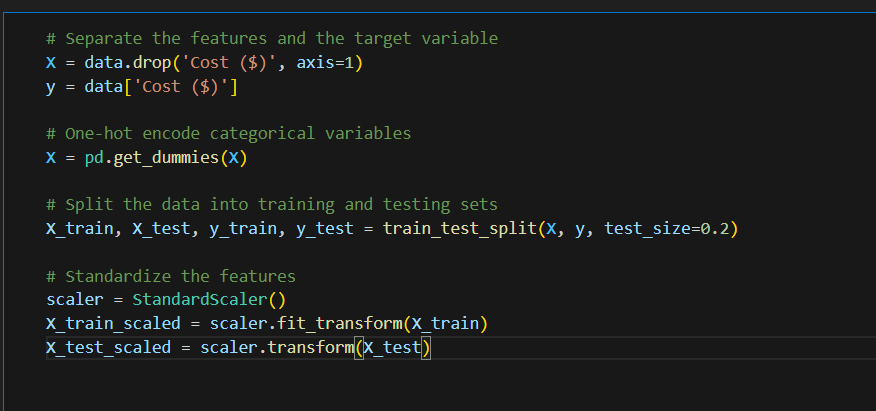 # Separate the features and the target variable
X = data.drop('Cost ($)', axis=1)
y = data['Cost ($)']
# One-hot encode categorical variables
X = pd.get_dummies(X)
# Split the data into training and testing sets
X_train, X_test, y_train, y_test = train_test_split(X, y, test_size=0.2)
# Standardize the features
scaler = StandardScaler()
X_train_scaled = scaler.fit_transform(X_train)
X_test_scaled = scaler.transform(X_test)